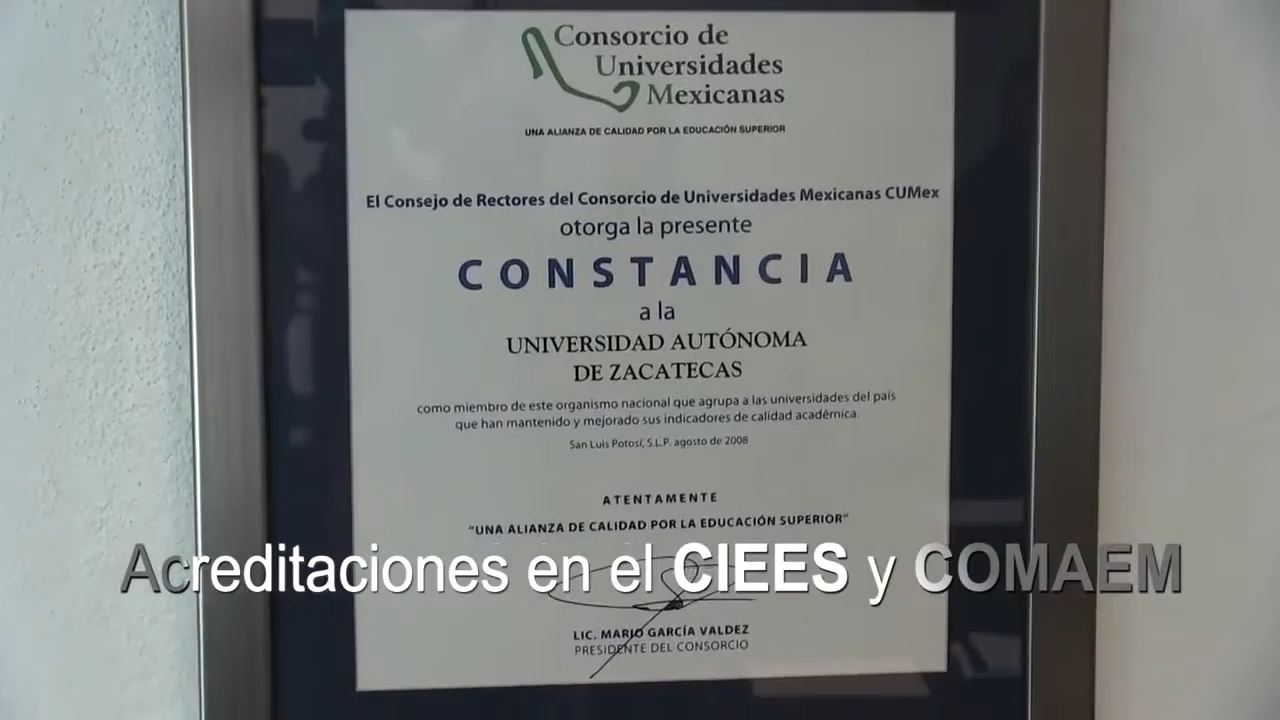 Consorcio de
Universidades
Mexicanas
UNA ALIANZA DE CALIDAD POR LA EDUCACIÓN SUPERIOR
El Consejo de Rectores del Consorcio de Universidades Mexicanas CUMex
otorga la presente
CONSTANCIA
a la
UNIVERSIDAD AUTÓNOMA
DE ZACATECAS
como miembro de este organismo nacional que agrupa a las universidades del país
que han mantenido y mejorado sus indicadores de calidad académica.
San Luis Potosí, S.L.P. agosto de 2008
ATENTAMENTE
"UNA ALIANZA DE CALIDAD POR LA EDUCACIÓN SUPERIOR"
Acreditaciones en el CIEES y COMAEM
LIC. MARIO GARCÍA VALDEZ
PRESIDENTE DEL CONSORCIO